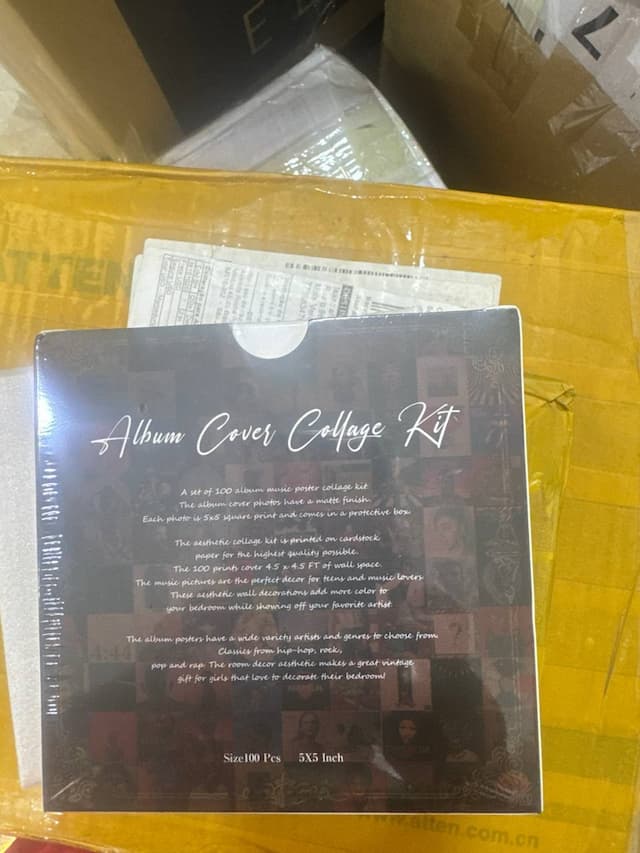 Album Cover Collage Kit
A set of 100 album music poster collage kit
The album cover photos have a matte finish.
Each photo is 5x5 square print and comes in a protective box.
The aesthetic collage kit is printed on cardstock
paper for the highest quality possible.
The 100 prints cover 4.5 x 4.5 FT of wall space.
The music pictures are the perfect decor for teens and music lovers
These aesthetic wall decorations add more color to
your bedroom while showing off your favorite artist
The album posters have a wide variety artists and genres to choose from.
Classics from hip-hop, rock,
pop and rap. The room decor aesthetic makes a great vintage
gift for girls that love to decorate their bedroom!
4:44
Size100 Pcs 5X5 Inch
www.aiten.com.cn